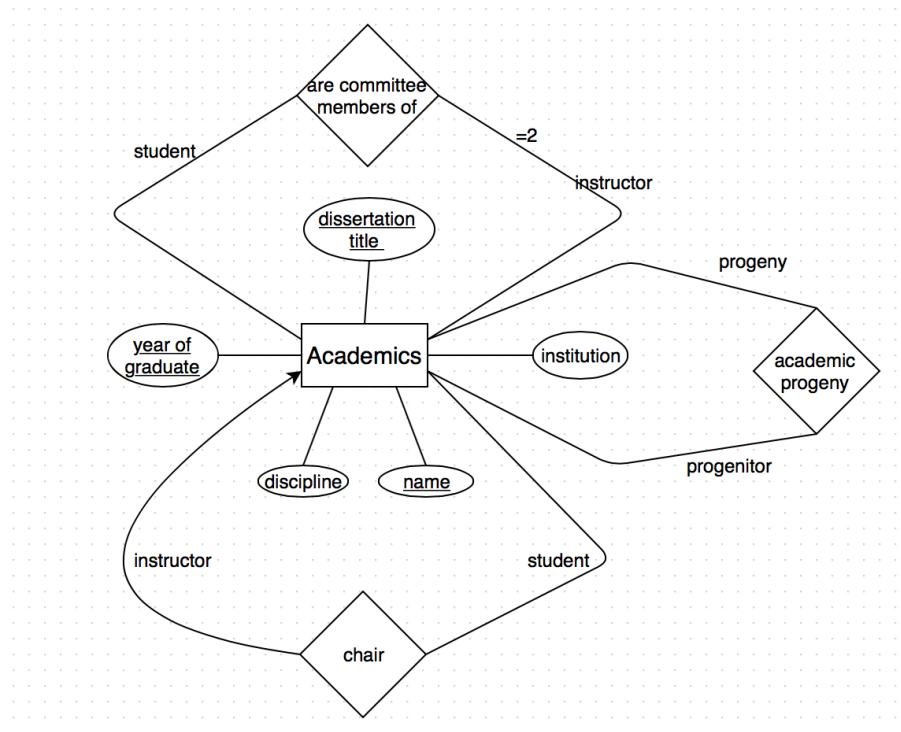 are committee
members of
=2
student
instructor
dissertation
title
progeny
year of
graduate
Academics
institution
academic
progeny
progenitor
discipline
name
instructor
student
chair